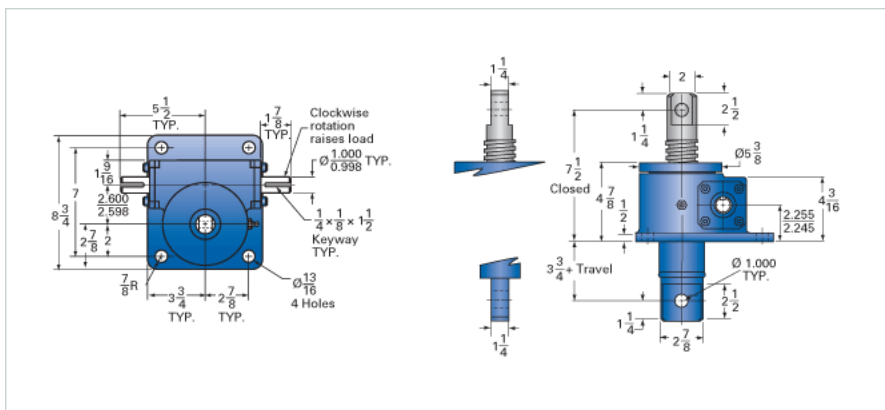 5 1/2
TYP.
1 7/8
TYP.
Clockwise
rotation
raises load
Ø 1.000/0.998 TYP.
1 9/16
7
8 3/4
2.600
2.598
2 7/8
2
1/4 × 1/8 × 1 1/2
Keyway
TYP.
7/8 R
3 3/4
TYP.
2 7/8
TYP.
Ø 13/16
4 Holes
1 1/4
1 1/4
2
2 1/2
1 1/4
7 1/2
Closed
Ø5 3/8
4 7/8
1/2
4 3/16
2.255
2.245
3 3/4 + Travel
Ø 1.000
TYP.
2 1/2
1 1/4
2 7/8